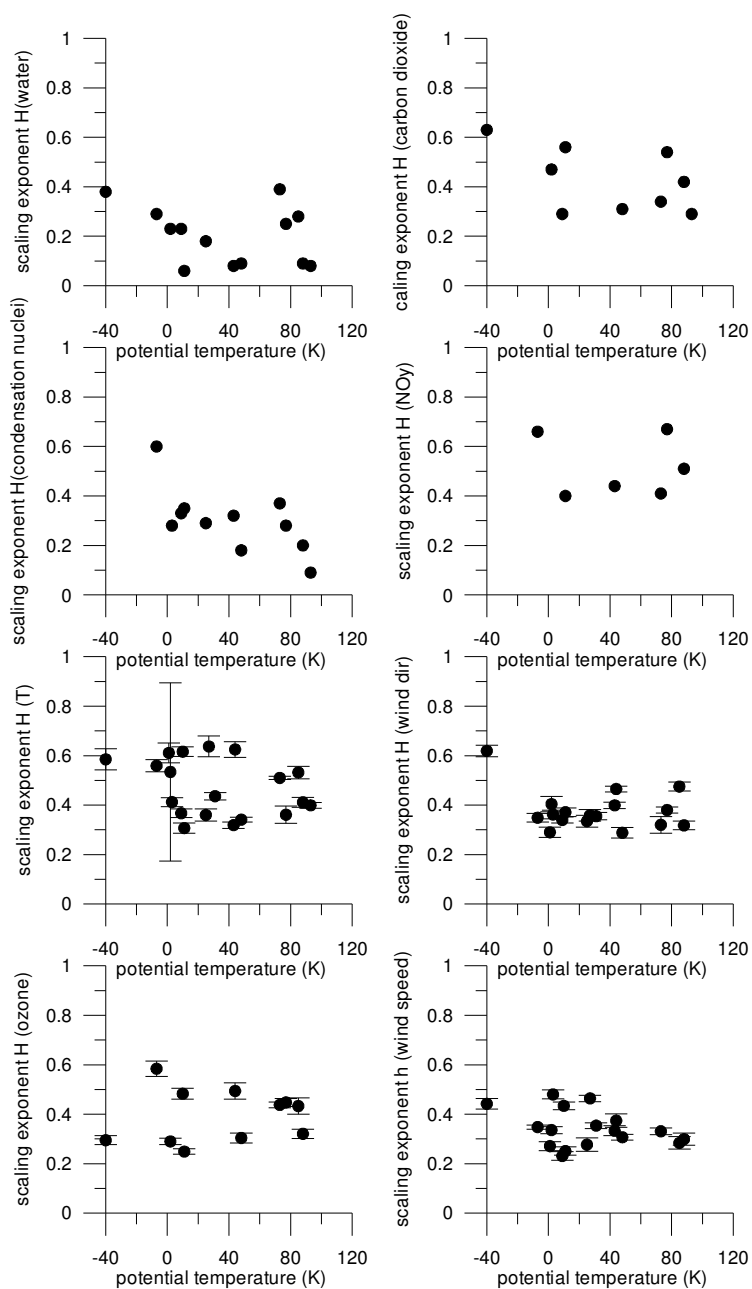 1
0.8
0.6
0.4
0.2
0
scaling exponent H(water)
-40 0 40 80 120
potential temperature (K)
1
0.8
0.6
0.4
0.2
0
caling exponent H (carbon dioxide)
-40 0 40 80 120
potential temperature (K)
1
0.8
0.6
0.4
0.2
0
scaling exponent H(condensation nuclei)
-40 0 40 80 120
potential temperature (K)
1
0.8
0.6
0.4
0.2
0
scaling exponent H (NOy)
-40 0 40 80 120
potential temperature (K)
1
0.8
0.6
0.4
0.2
0
scaling exponent H (T)
-40 0 40 80 120
potential temperature (K)
1
0.8
0.6
0.4
0.2
0
scaling exponent H (wind dir)
-40 0 40 80 120
potential temperature (K)
1
0.8
0.6
0.4
0.2
0
scaling exponent H (ozone)
-40 0 40 80 120
potential temperature (K)
1
0.8
0.6
0.4
0.2
0
scaling exponent h (wind speed)
-40 0 40 80 120
potential temperature (K)